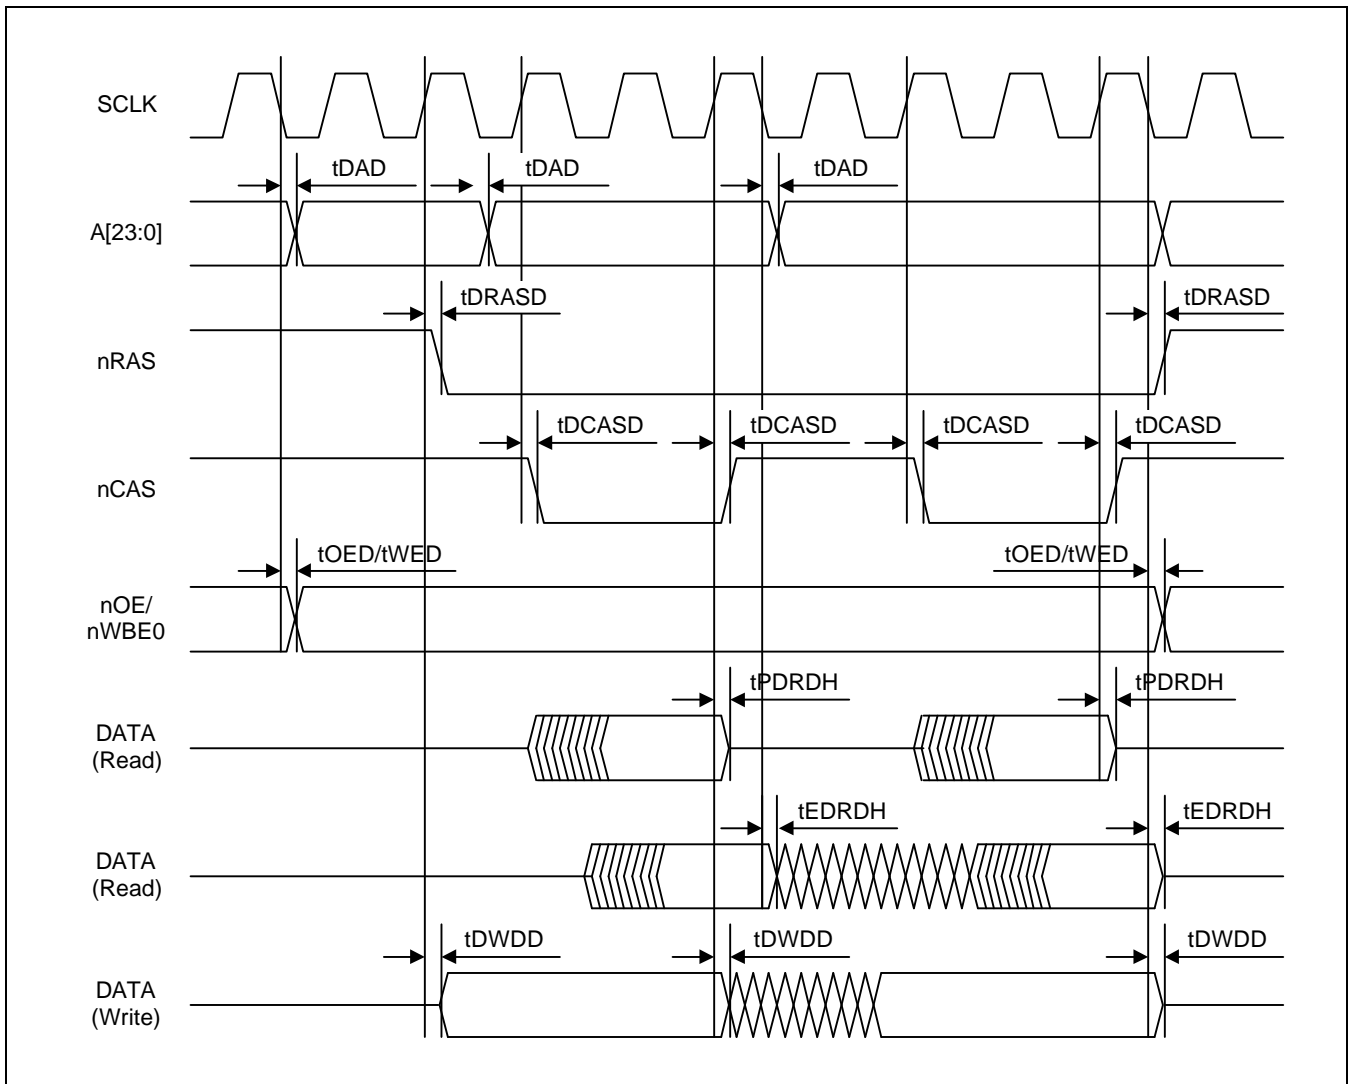 SCLK
tDAD tDAD tDAD
A[23:0]
tDRASD tDRASD
nRAS
tDCASD tDCASD tDCASD tDCASD
nCAS
tOED/tWED tOED/tWED
nOE/
nWBE0
tPDRDH tPDRDH
DATA
(Read)
tEDRDH tEDRDH
DATA
(Read)
tDWDD tDWDD tDWDD
DATA
(Write)